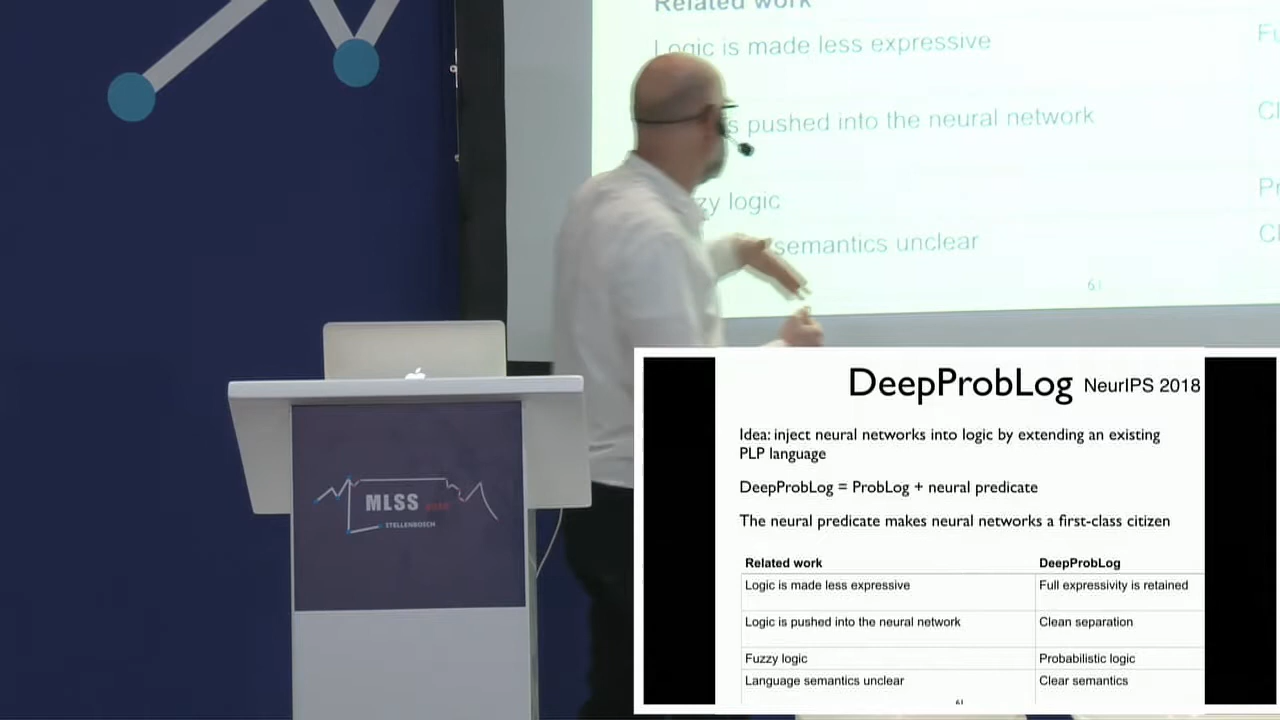 Related work
Logic is made less expressive
s pushed into the neural network
zy logic
semantics unclear
61
MLSS
STELLENBOSCH
DeepProbLog NeurIPS 2018
Idea: inject neural networks into logic by extending an existing
PLP language
DeepProbLog = ProbLog + neural predicate
The neural predicate makes neural networks a first-class citizen
Related work DeepProbLog
Logic is made less expressive Full expressivity is retained
Logic is pushed into the neural network Clean separation
Fuzzy logic Probabilistic logic
Language semantics unclear Clear semantics
61